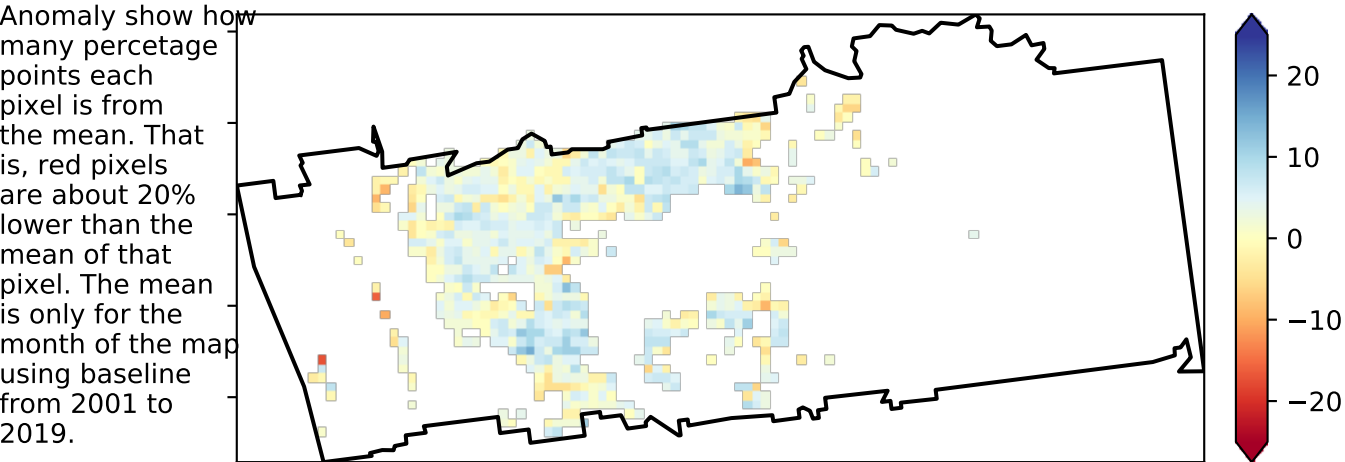 Anomaly show how
many percetage
points each
pixel is from
the mean. That
is, red pixels
are about 20%
lower than the
mean of that
pixel. The mean
is only for the
month of the map
using baseline
from 2001 to
2019.
20
10
0
−10
−20